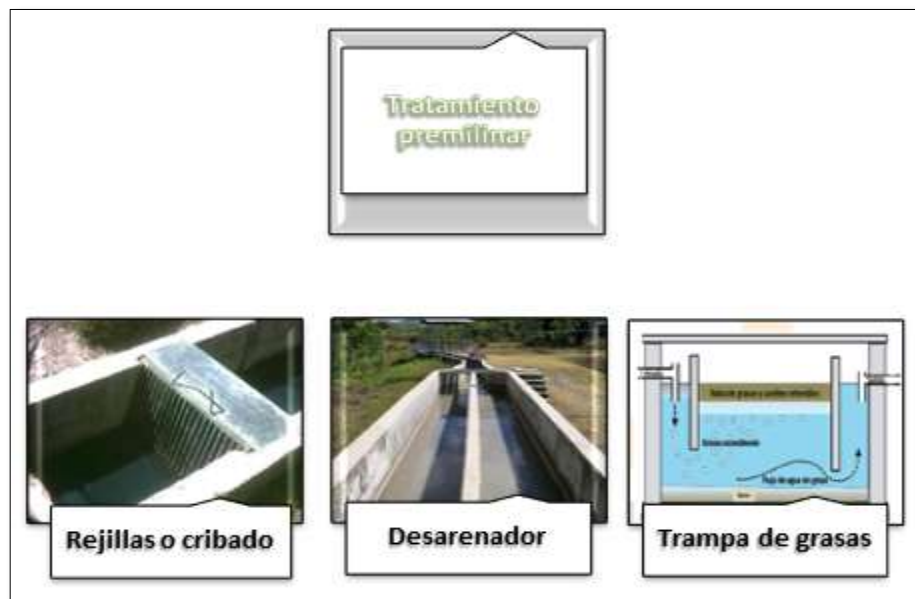 Tratamiento
premilinar
Rejillas o cribado
Desarenador
Trampa de grasas